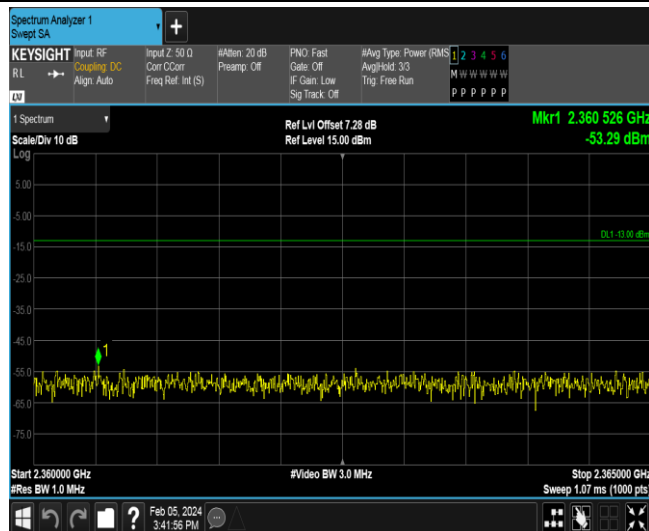 Spectrum Analyzer 1
Swept SA
+
KEYSIGHT
RL
Input: RF
Coupling: DC
Align: Auto
Input Z: 50 Ω
Corr CCorr
Freq Ref: Int (S)
#Atten: 20 dB
Preamp: Off
PNO: Fast
Gate: Off
IF Gain: Low
Sig Track: Off
#Avg Type: Power (RMS
Avg|Hold: 3/3
Trig: Free Run
1 2 3 4 5 6
M W W W W W
P P P P P P
LXI
1 Spectrum
Scale/Div 10 dB
Ref Lvl Offset 7.28 dB
Ref Level 15.00 dBm
Mkr1 2.360 526 GHz
-53.29 dBm
Log
5.00
-5.00
DL1 -13.00 dBm
-15.0
-25.0
-35.0
-45.0
1
-55.0
-65.0
-75.0
Start 2.360000 GHz
#Video BW 3.0 MHz
Stop 2.365000 GHz
#Res BW 1.0 MHz
Sweep 1.07 ms (1000 pts)
?
Feb 05, 2024
3:41:56 PM